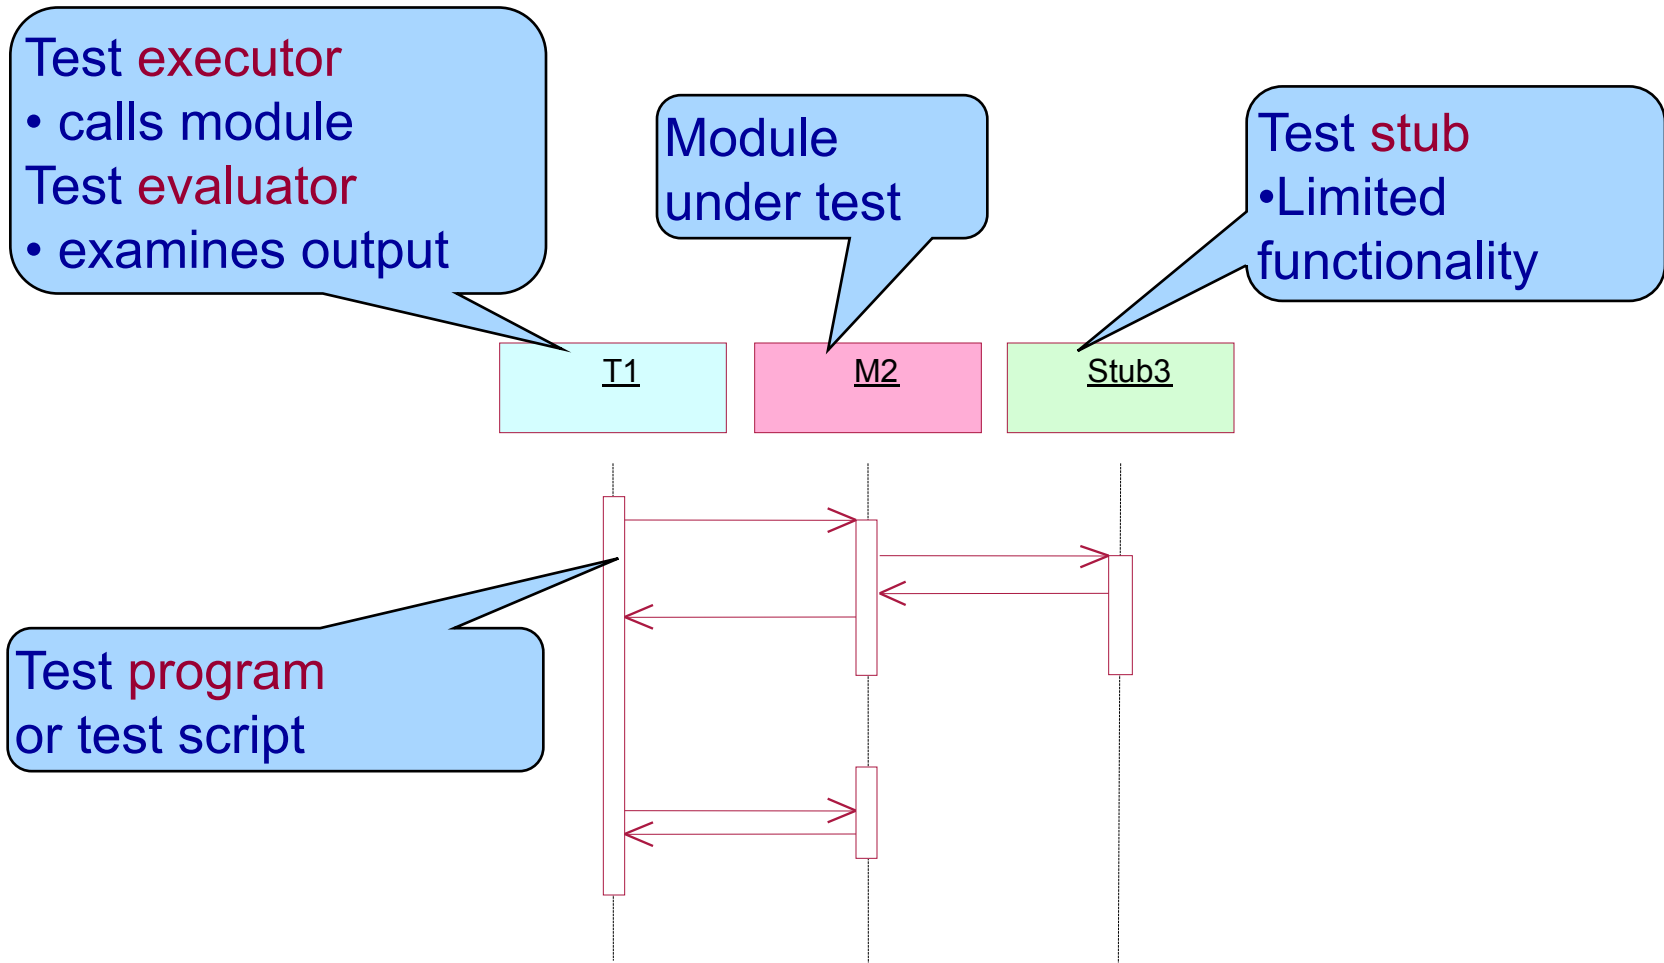 Test executor
• calls module
Test evaluator
• examines output
Module
under test
Test stub
•Limited
functionality
T1
M2
Stub3
Test program
or test script